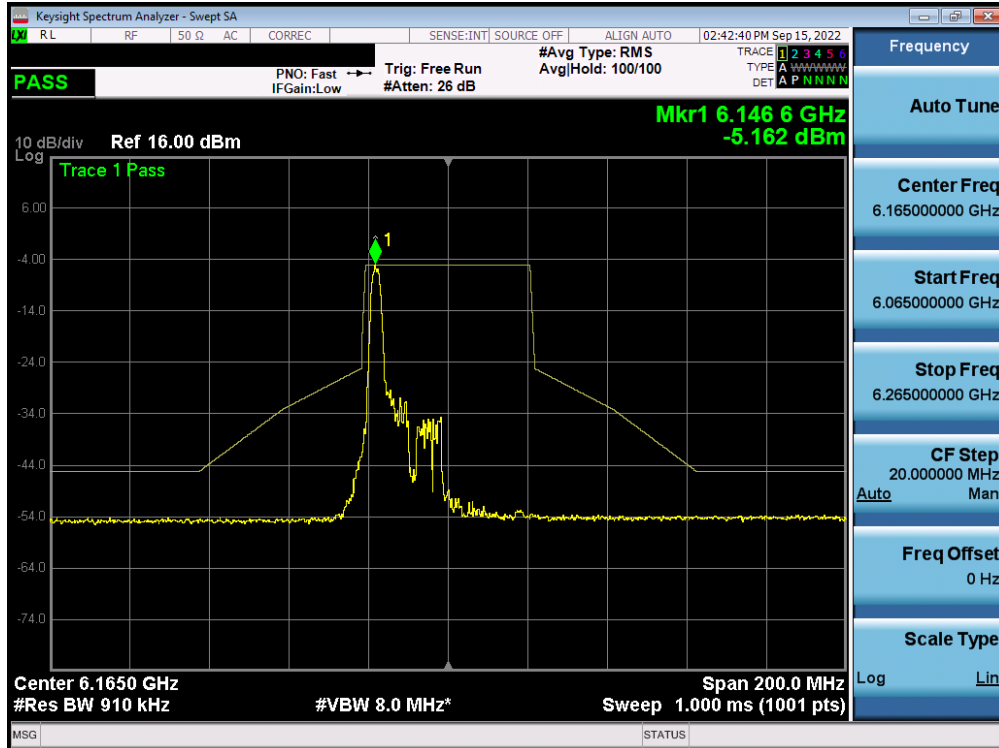 Keysight Spectrum Analyzer - Swept SA
LXI RL RF 50 Ω AC CORREC SENSE:INT SOURCE OFF ALIGN AUTO 02:42:40 PM Sep 15, 2022
PASS
PNO: Fast
IFGain:Low
Trig: Free Run
#Atten: 26 dB
#Avg Type: RMS
Avg|Hold: 100/100
TRACE 1 2 3 4 5 6
TYPE A WWWWW
DET A P N N N N
Mkr1 6.146 6 GHz
-5.162 dBm
10 dB/div Ref 16.00 dBm
Log
Trace 1 Pass
1
6.00
-4.00
-14.0
-24.0
-34.0
-44.0
-54.0
-64.0
-74.0
Center 6.1650 GHz Span 200.0 MHz
#Res BW 910 kHz #VBW 8.0 MHz* Sweep 1.000 ms (1001 pts)
MSG STATUS
Frequency
Auto Tune
Center Freq
6.165000000 GHz
Start Freq
6.065000000 GHz
Stop Freq
6.265000000 GHz
CF Step
20.000000 MHz
Auto Man
Freq Offset
0 Hz
Scale Type
Log Lin